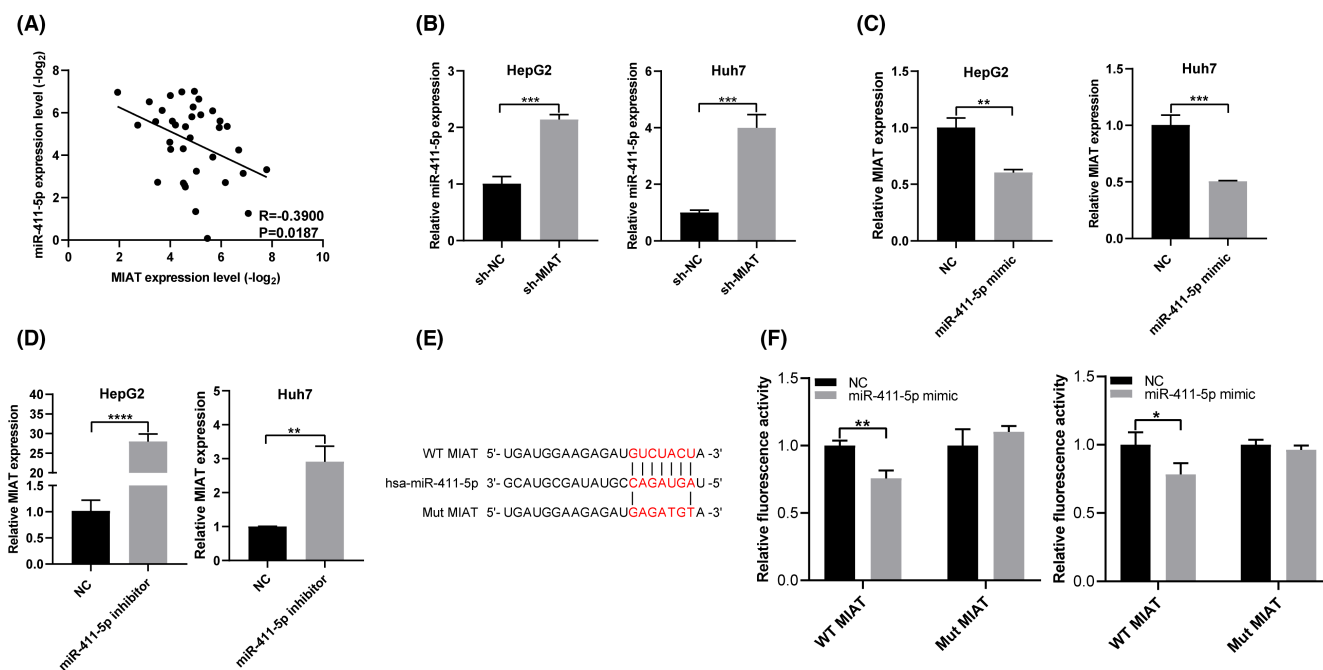 (A)
miR-411-5p expression level (-log2)
8
6
4
2
0
0 2 4 6 8 10
R=-0.3900
P=0.0187
MIAT expression level (-log2)
(B)
HepG2
Relative miR-411-5p expression
3
2
1
0
***
sh-NC
sh-MIAT
Huh7
Relative miR-411-5p expression
6
4
2
0
***
sh-NC
sh-MIAT
(C)
HepG2
Relative MIAT expression
1.5
1.0
0.5
0.0
**
NC
miR-411-5p mimic
Huh7
Relative MIAT expression
1.5
1.0
0.5
0.0
***
NC
miR-411-5p mimic
(D)
HepG2
Relative MIAT expression
40
35
30
25
20
1.5
1.0
0.5
0.0
****
NC
miR-411-5p inhibitor
Huh7
Relative MIAT expression
5
4
3
2
1
0
**
NC
miR-411-5p inhibitor
(E)
WT MIAT 5'- UGAUGGAAGAGAUGUCUACUA -3'
hsa-miR-411-5p 3'- GCAUGCGAUAUGCCAGAUGAU -5'
Mut MIAT 5'- UGAUGGAAGAGAUGAGATGTA -3'
(F)
Relative fluorescence activity
1.5
1.0
0.5
0.0
NC
miR-411-5p mimic
**
WT MIAT
Mut MIAT
Relative fluorescence activity
1.5
1.0
0.5
0.0
NC
miR-411-5p mimic
*
WT MIAT
Mut MIAT